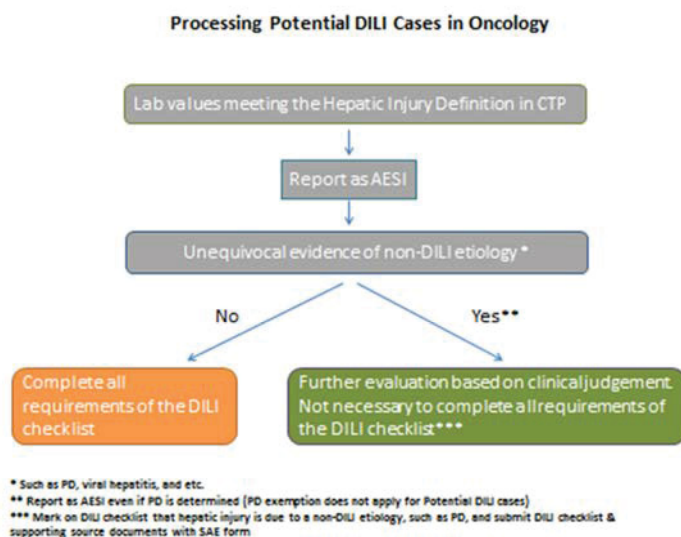 Processing Potential DILI Cases in Oncology
Lab values meeting the Hepatic Injury Definition in CTP
Report as AESI
Unequivocal evidence of non-DILI etiology *
No
Yes**
Complete all
requirements of the DILI
checklist
Further evaluation based on clinical judgement.
Not necessary to complete all requirements of
the DILI checklist***
* Such as PD, viral hepatitis, and etc.
** Report as AESI even if PD is determined (PD exemption does not apply for Potential DILI cases)
*** Mark on DILI checklist that hepatic injury is due to a non-DILI etiology, such as PD, and submit DILI checklist &
supporting source documents with SAE form